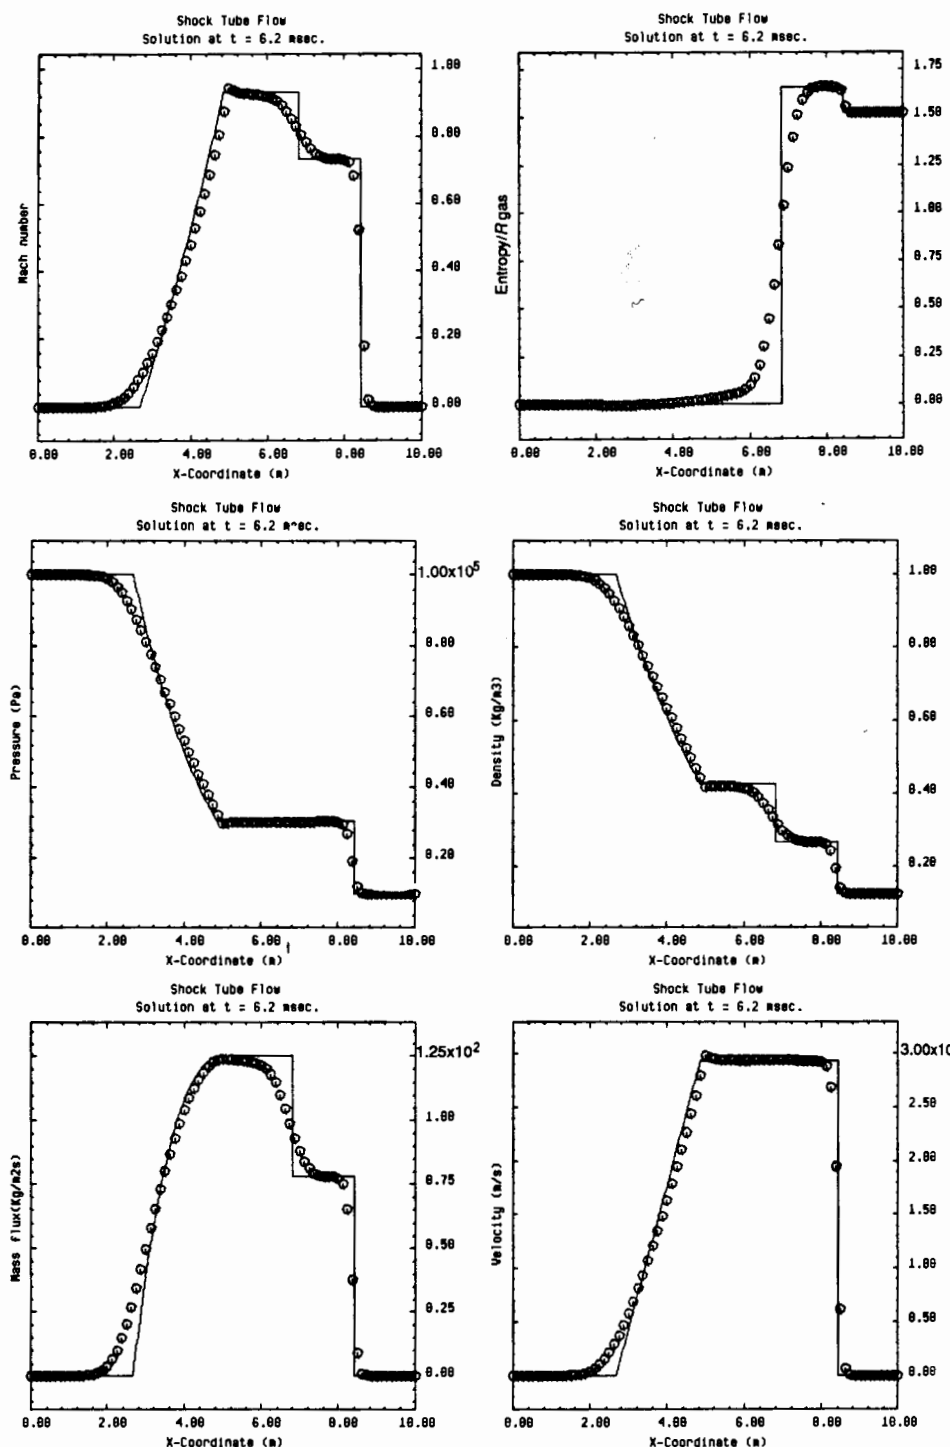 Shock Tube Flow
Solution at t = 6.2 msec.
1.00
0.80
0.60
0.40
0.20
0.00
Mach number
0.00 2.00 4.00 6.00 8.00 10.00
X-Coordinate (m)
Shock Tube Flow
Solution at t = 6.2 msec.
1.75
1.50
1.25
1.00
0.75
0.50
0.25
0.00
Entropy/R gas
0.00 2.00 4.00 6.00 8.00 10.00
X-Coordinate (m)
Shock Tube Flow
Solution at t = 6.2 m^ec.
1.00x10⁵
0.80
0.60
0.40
0.20
Pressure (Pa)
0.00 2.00 4.00 6.00 8.00 10.00
X-Coordinate (m)
Shock Tube Flow
Solution at t = 6.2 msec.
1.00
0.80
0.60
0.40
0.20
Density (Kg/m3)
0.00 2.00 4.00 6.00 8.00 10.00
X-Coordinate (m)
Shock Tube Flow
Solution at t = 6.2 msec.
1.25x10²
1.00
0.75
0.50
0.25
0.00
Mass flux(Kg/m2s)
0.00 2.00 4.00 6.00 8.00 10.00
X-Coordinate (m)
Shock Tube Flow
Solution at t = 6.2 msec.
3.00x10
2.50
2.00
1.50
1.00
0.50
0.00
Velocity (m/s)
0.00 2.00 4.00 6.00 8.00 10.00
X-Coordinate (m)